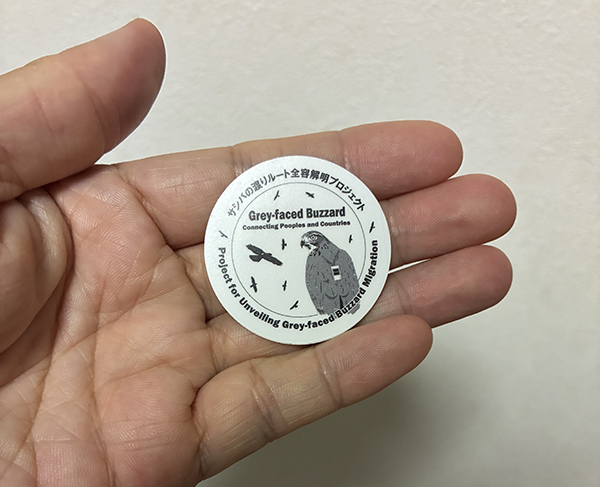 サシバの渡りルート全容解明プロジェクト
Grey-faced Buzzard
Connecting Peoples and Countries
Project for Unveiling Grey-faced Buzzard Migration